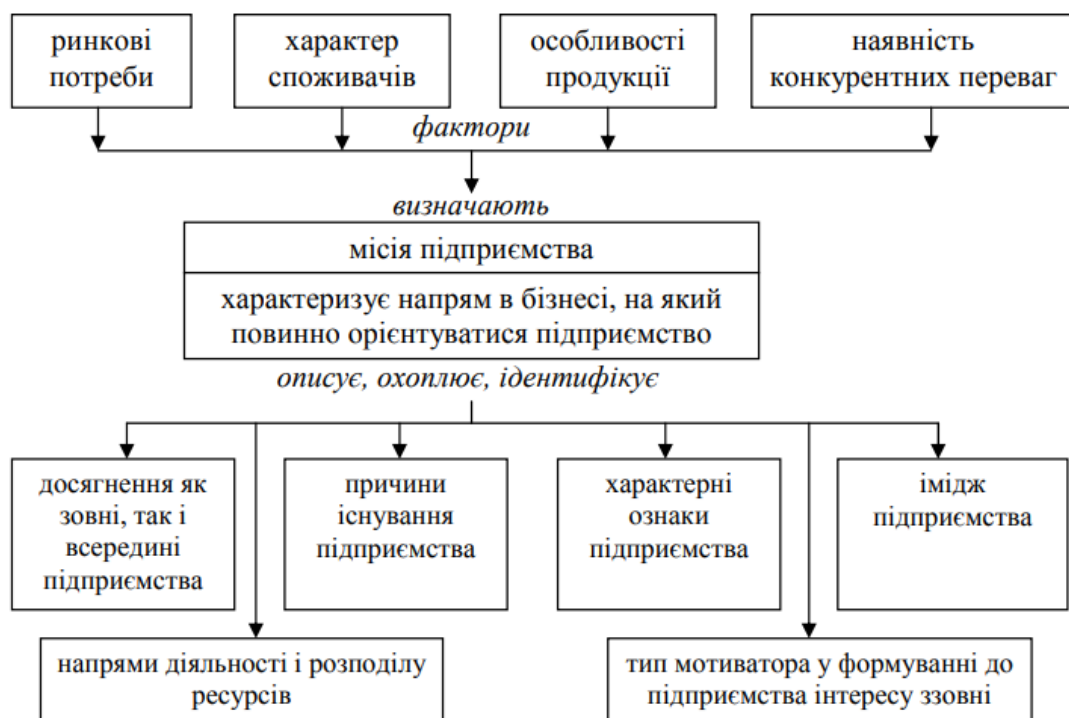 ринкові
потреби
характер
споживачів
особливості
продукції
наявність
конкурентних переваг
фактори
визначають
місія підприємства
характеризує напрям в бізнесі, на який
повинно орієнтуватися підприємство
описує, охоплює, ідентифікує
досягнення як
зовні, так і
всередині
підприємства
причини
існування
підприємства
характерні
ознаки
підприємства
імідж
підприємства
напрями діяльності і розподілу
ресурсів
тип мотиватора у формуванні до
підприємства інтересу ззовні